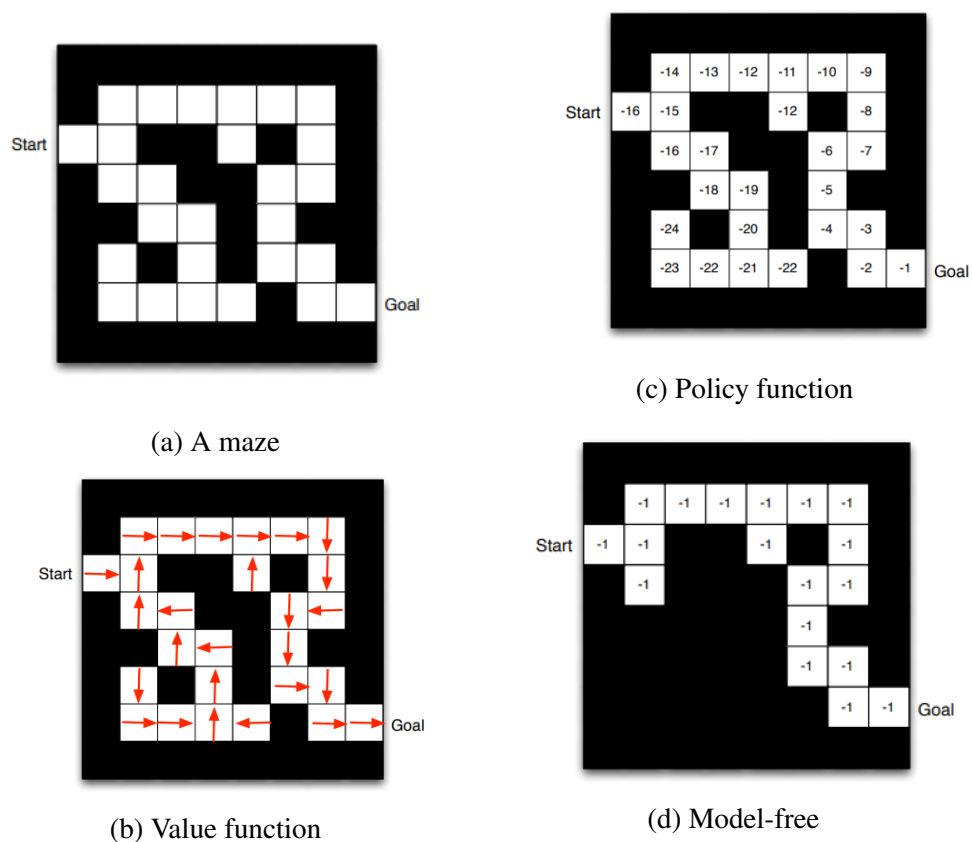 Start
Goal
(a) A maze
Start
Goal
(b) Value function
-14 -13 -12 -11 -10 -9
Start -16 -15 -12 -8
-16 -17 -6 -7
-18 -19 -5
-24 -20 -4 -3
-23 -22 -21 -22 -2 -1 Goal
(c) Policy function
-1 -1 -1 -1 -1 -1
Start -1 -1 -1 -1
-1 -1 -1
-1
-1 -1
-1 -1 Goal
(d) Model-free